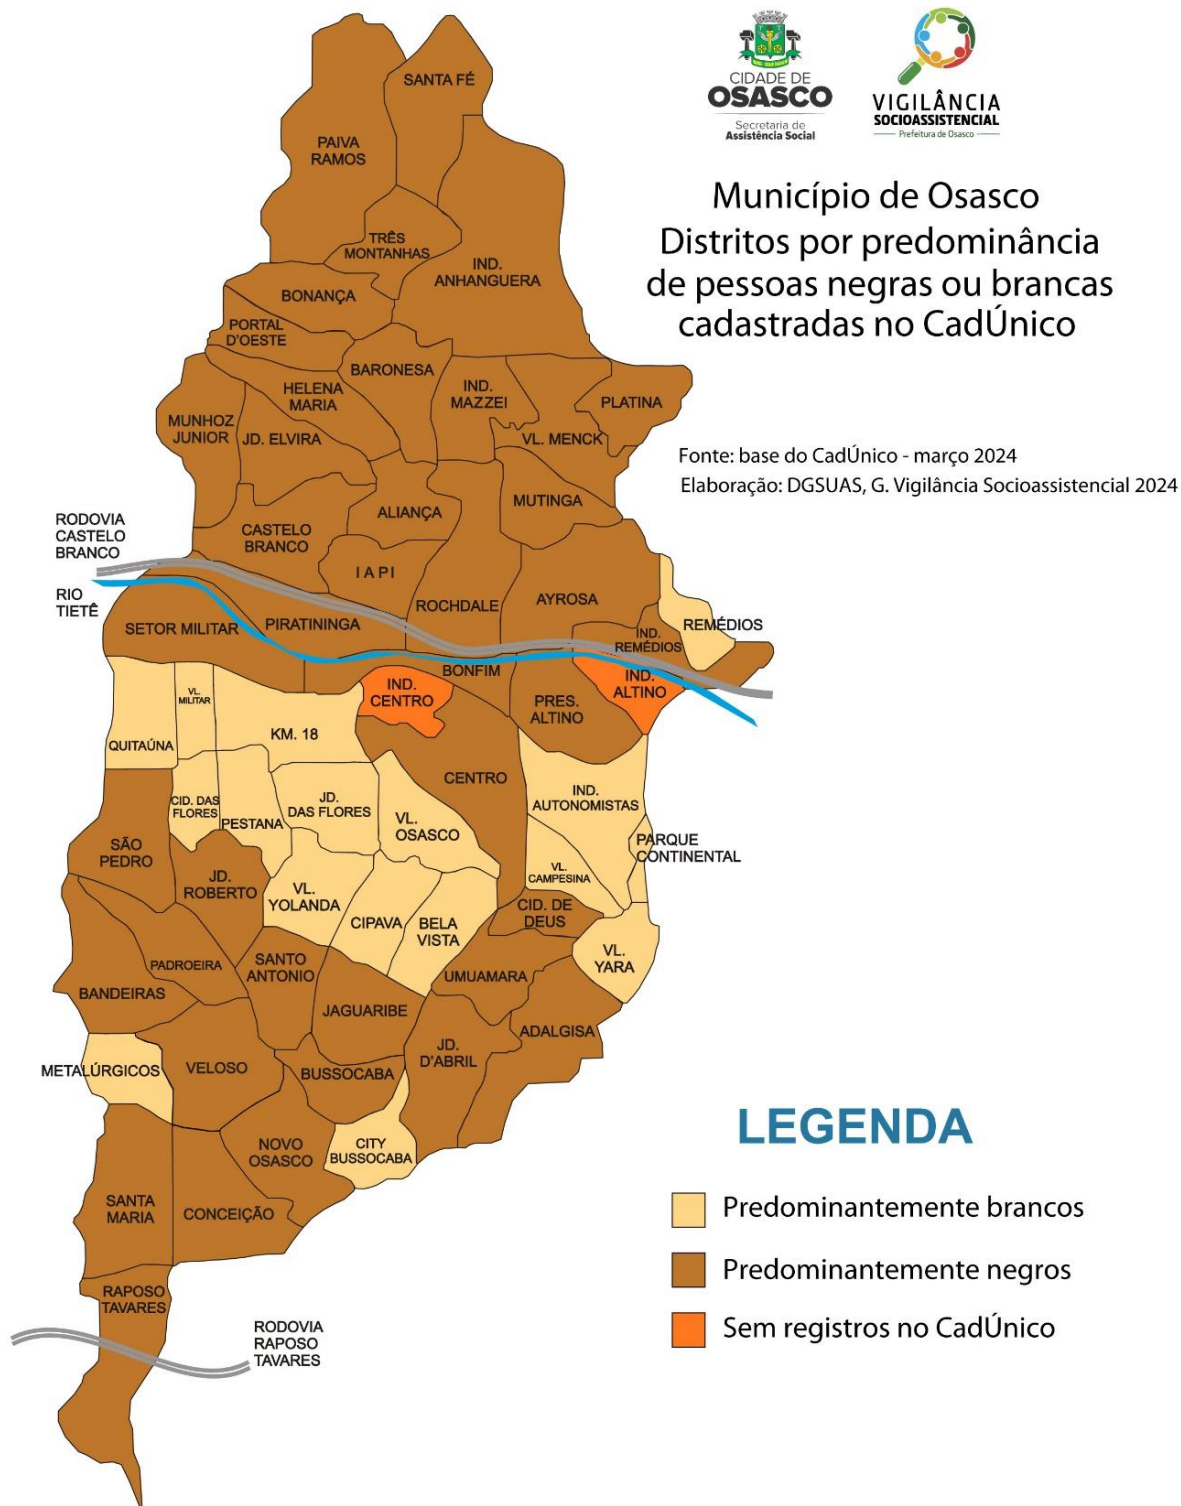 CIDADE DE
OSASCO
Secretaria de
Assistência Social
VIGILÂNCIA
SOCIOASSISTENCIAL
Prefeitura de Osasco
Município de Osasco
Distritos por predominância
de pessoas negras ou brancas
cadastradas no CadÚnico
Fonte: base do CadÚnico - março 2024
Elaboração: DGSUAS, G. Vigilância Socioassistencial 2024
SANTA FÉ
PAIVA
RAMOS
TRÊS
MONTANHAS
IND.
ANHANGUERA
BONANÇA
PORTAL
D'OESTE
BARONESA
HELENA
MARIA
IND.
MAZZEI
PLATINA
MUNHOZ
JUNIOR
JD. ELVIRA
VL. MENCK
MUTINGA
ALIANÇA
CASTELO
BRANCO
RODOVIA
CASTELO
BRANCO
I A P I
RIO
TIETÊ
ROCHDALE
AYROSA
SETOR MILITAR
PIRATININGA
IND.
REMÉDIOS
REMÉDIOS
BONFIM
IND.
CENTRO
IND.
ALTINO
PRES.
ALTINO
VL.
MILITAR
QUITAÚNA
KM. 18
CENTRO
IND.
AUTONOMISTAS
CID. DAS
FLORES
PESTANA
JD.
DAS FLORES
VL.
OSASCO
PARQUE
CONTINENTAL
SÃO
PEDRO
JD.
ROBERTO
VL.
YOLANDA
VL.
CAMPESINA
CIPAVA
BELA
VISTA
CID. DE
DEUS
VL.
YARA
PADROEIRA
SANTO
ANTONIO
UMUAMARA
BANDEIRAS
JAGUARIBE
ADALGISA
JD.
D'ABRIL
METALÚRGICOS
VELOSO
BUSSOCABA
NOVO
OSASCO
CITY
BUSSOCABA
SANTA
MARIA
CONCEIÇÃO
RAPOSO
TAVARES
RODOVIA
RAPOSO
TAVARES
LEGENDA
Predominantemente brancos
Predominantemente negros
Sem registros no CadÚnico